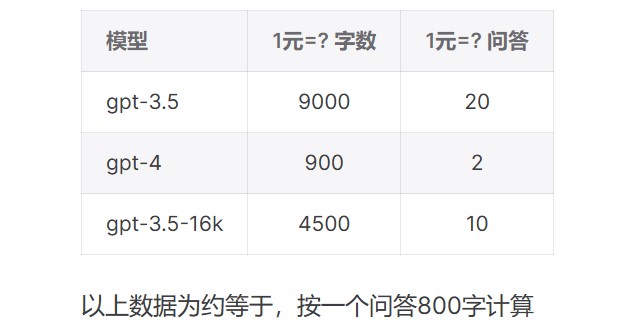 模型 1元=? 字数 1元=? 问答
gpt-3.5 9000 20
gpt-4 900 2
gpt-3.5-16k 4500 10
以上数据为约等于，按一个问答800字计算